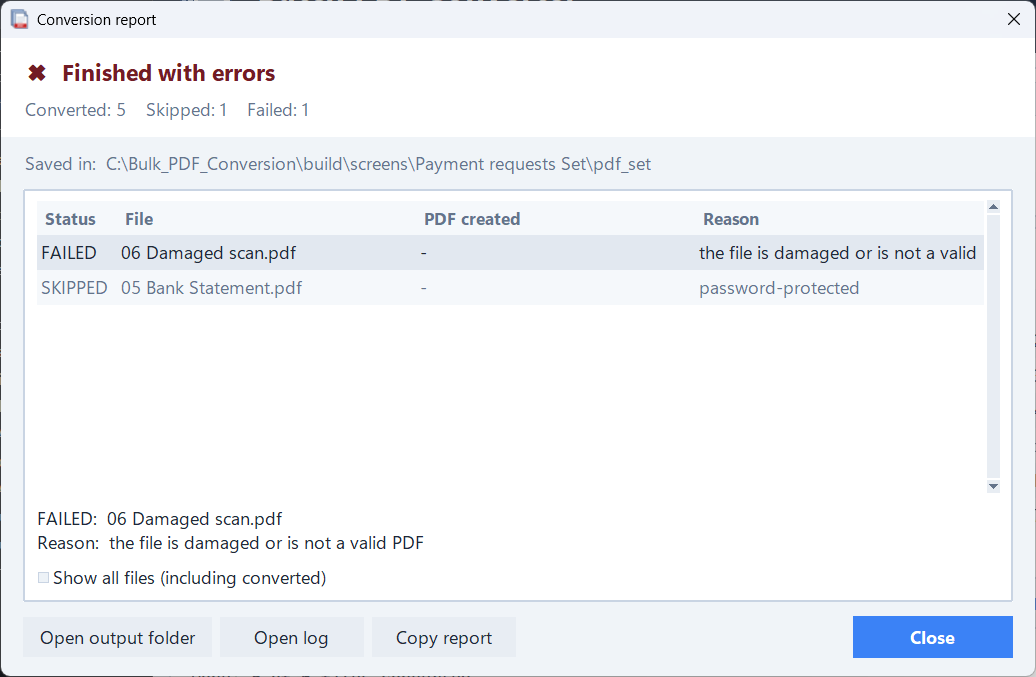 Conversion report
✖ Finished with errors
Converted: 5 Skipped: 1 Failed: 1
Saved in: C:\Bulk_PDF_Conversion\build\screens\Payment requests Set\pdf_set
Status File PDF created Reason
FAILED 06 Damaged scan.pdf - the file is damaged or is not a valid
SKIPPED 05 Bank Statement.pdf - password-protected
FAILED: 06 Damaged scan.pdf
Reason: the file is damaged or is not a valid PDF
Show all files (including converted)
Open output folder Open log Copy report Close